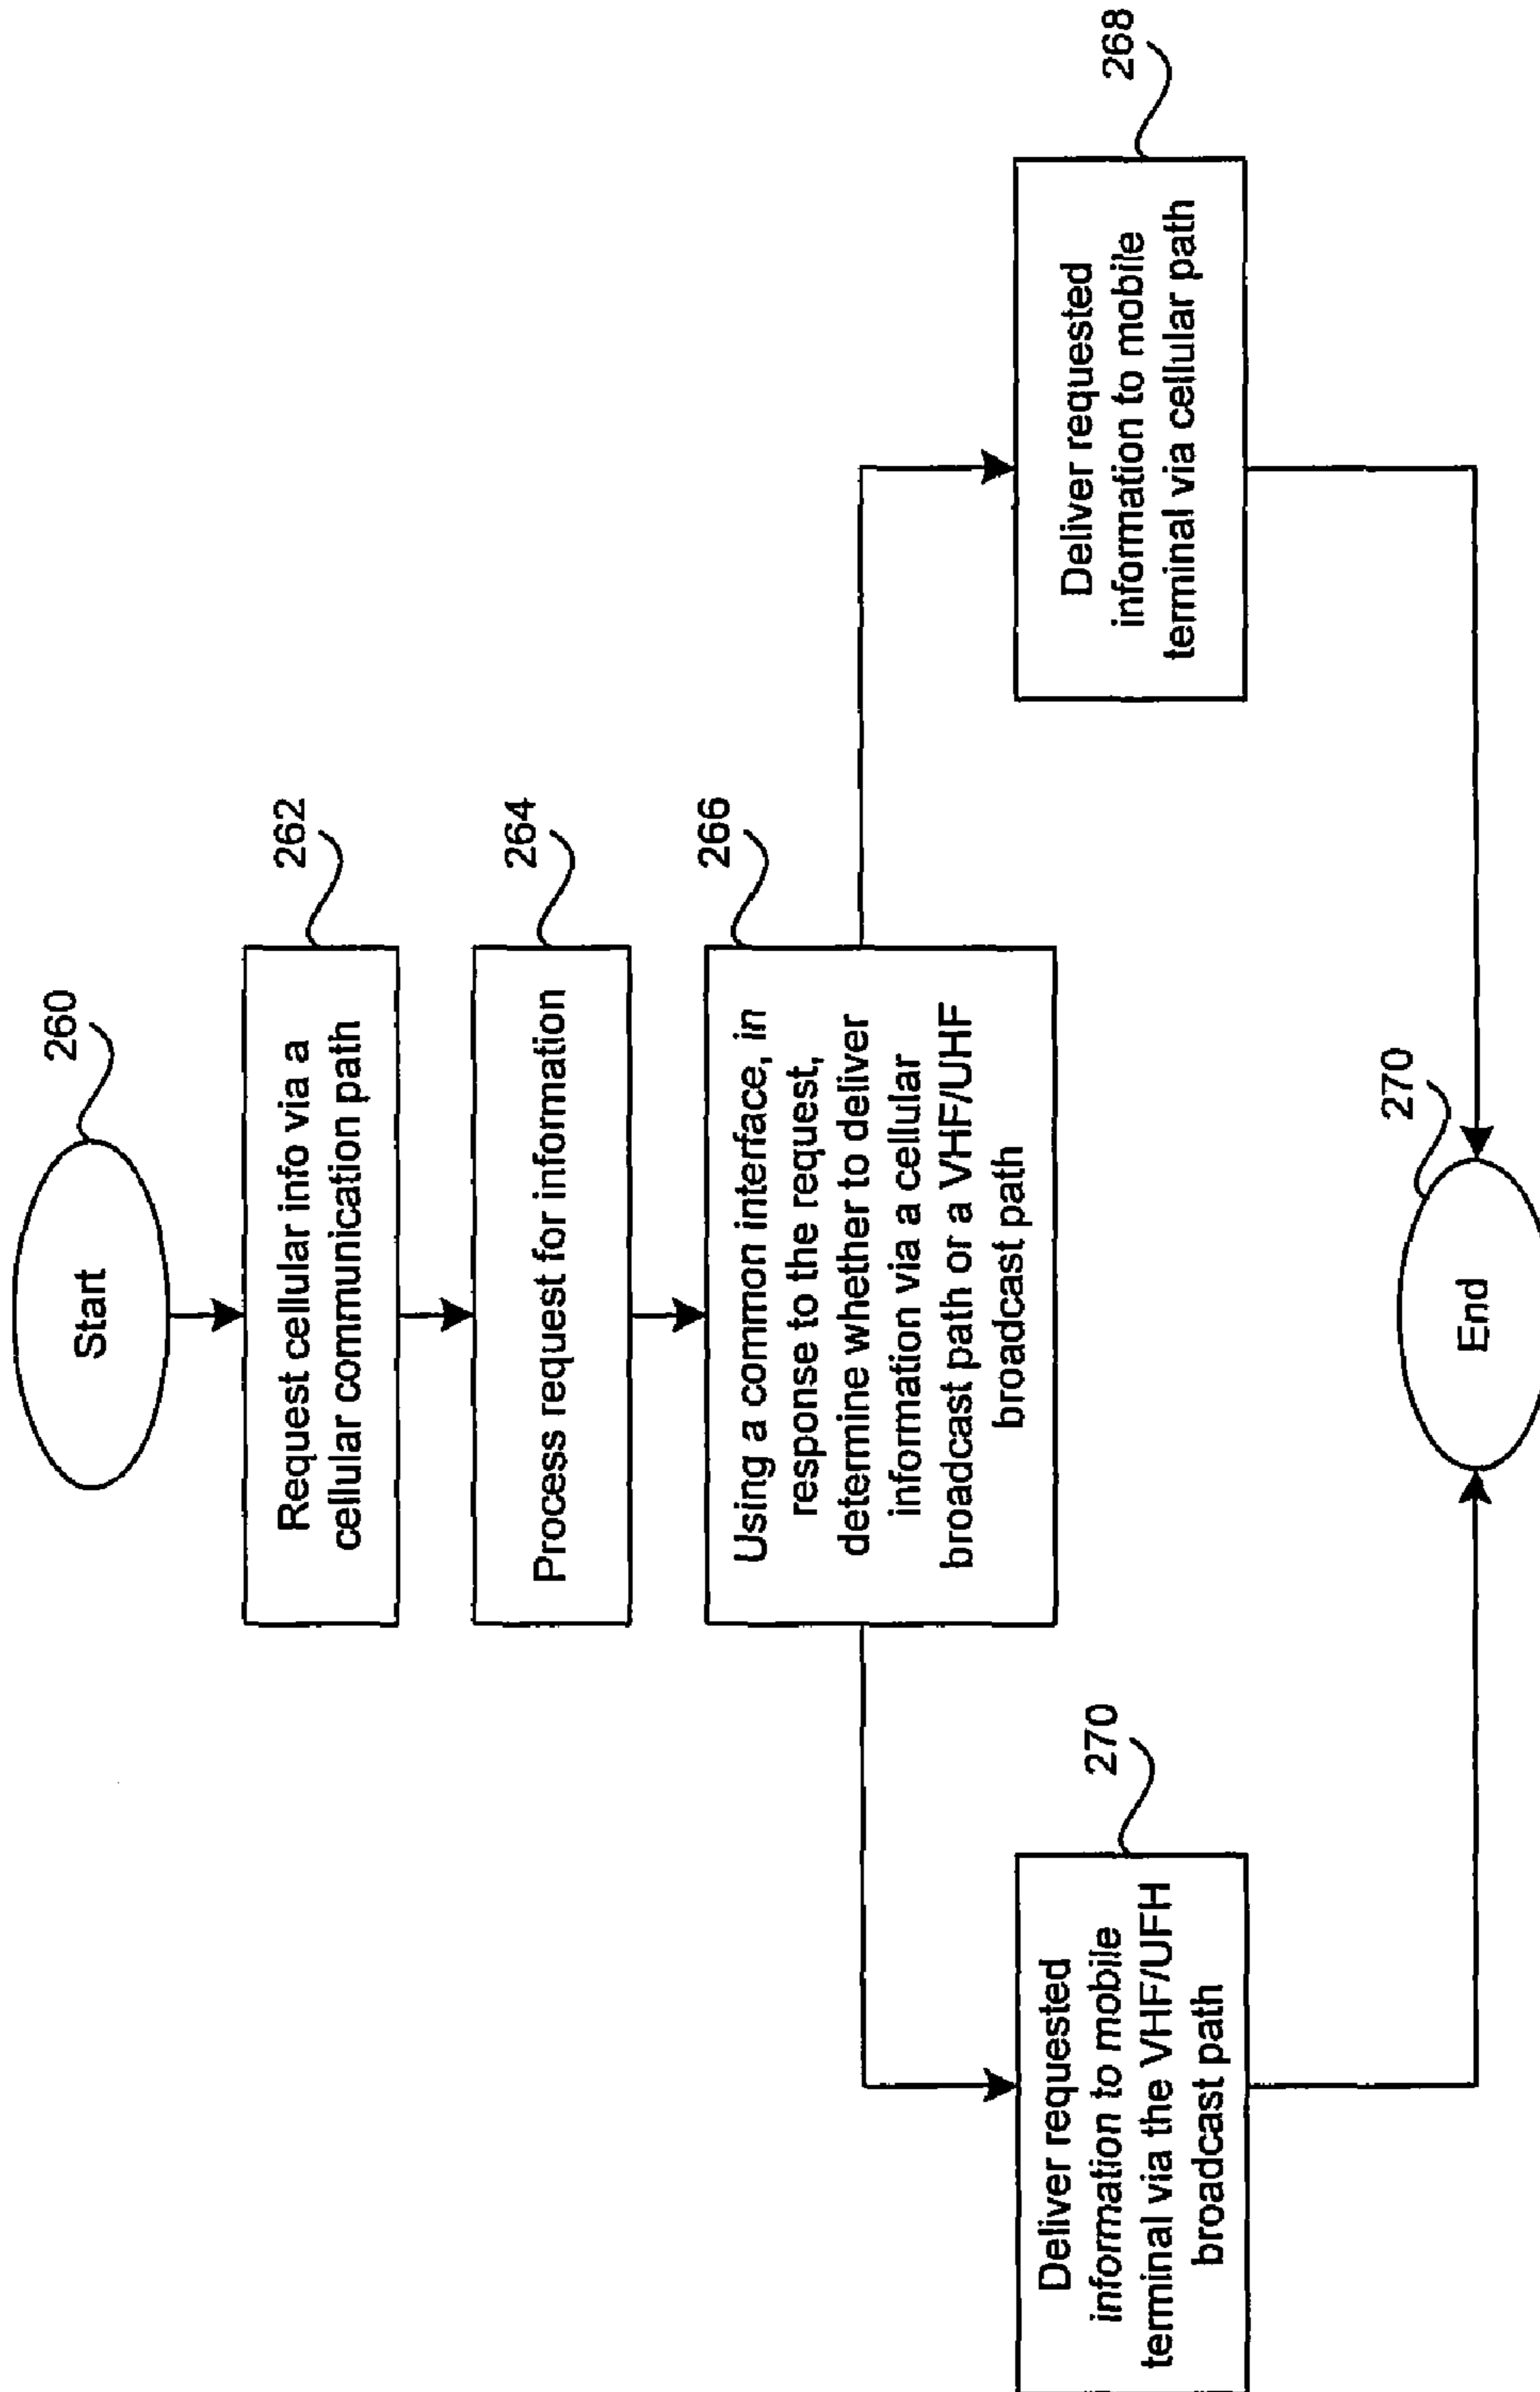 260
Start
262
Request cellular info via a
cellular communication path
264
Process request for information
266
Using a common interface, in
response to the request,
determine whether to deliver
information via a cellular
broadcast path or a VHF/UHF
broadcast path
270
Deliver requested
information to mobile
terminal via the VHF/UFH
broadcast path
268
Deliver requested
information to mobile
terminal via cellular path
270
End